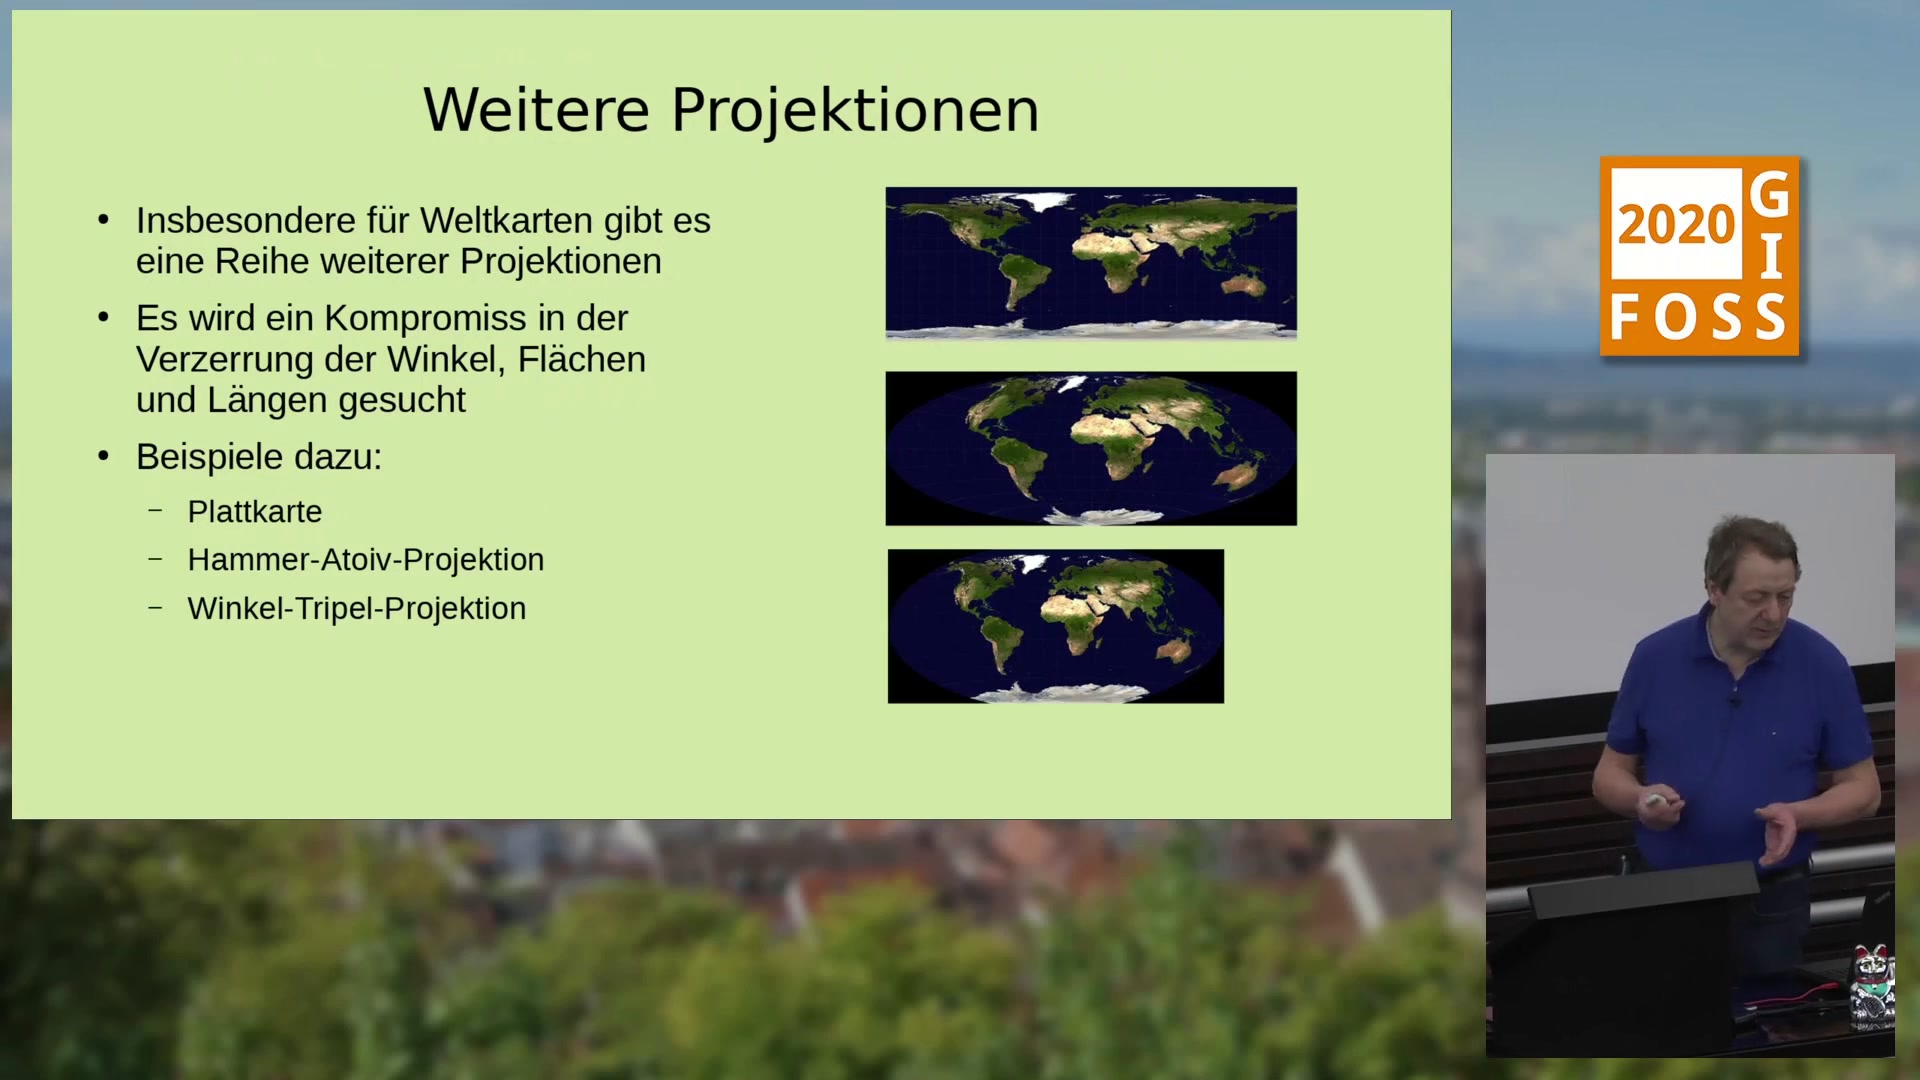 Weitere Projektionen
• Insbesondere für Weltkarten gibt es
eine Reihe weiterer Projektionen
• Es wird ein Kompromiss in der
Verzerrung der Winkel, Flächen
und Längen gesucht
• Beispiele dazu:
– Plattkarte
– Hammer-Atoiv-Projektion
– Winkel-Tripel-Projektion
2020
GIS
FOSS